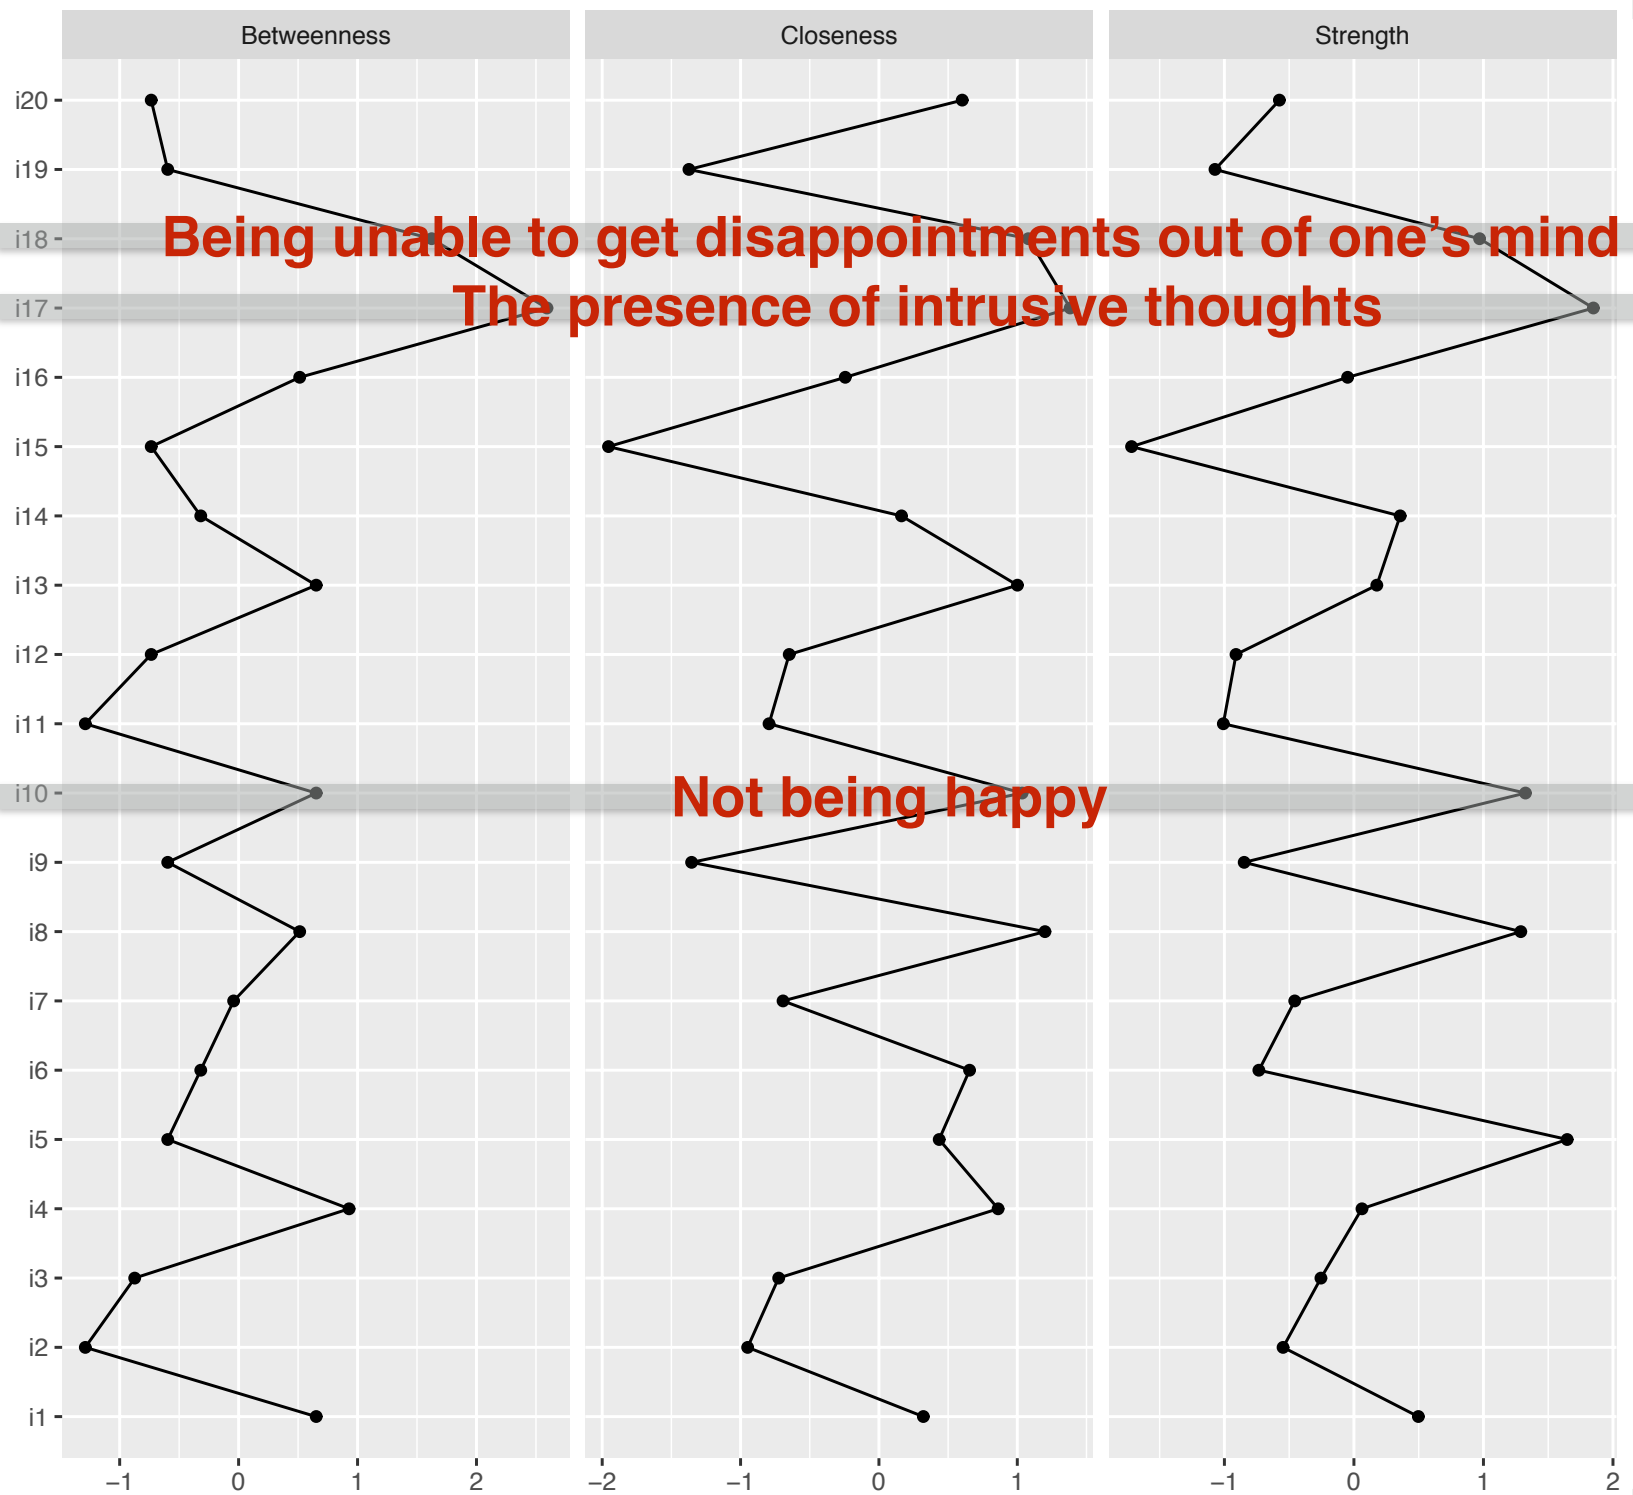 Betweenness Closeness Strength
i20
i19
i18 Being unable to get disappointments out of one’s mind
i17 The presence of intrusive thoughts
i16
i15
i14
i13
i12
i11
i10 Not being happy
i9
i8
i7
i6
i5
i4
i3
i2
i1
−1 0 1 2 −2 −1 0 1 −1 0 1 2